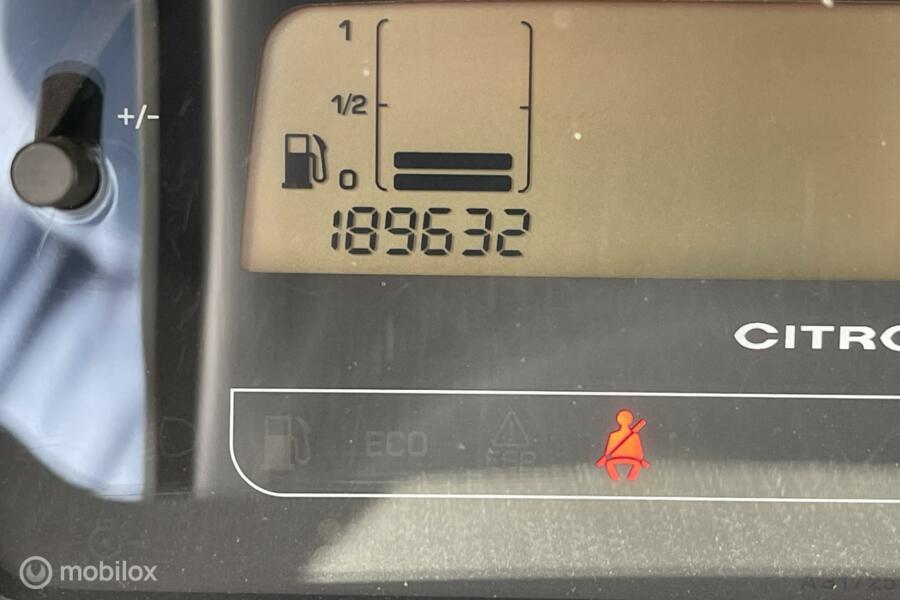 1
+/-
1/2
0
189632
CITRO
ECO
ESP
mobilox